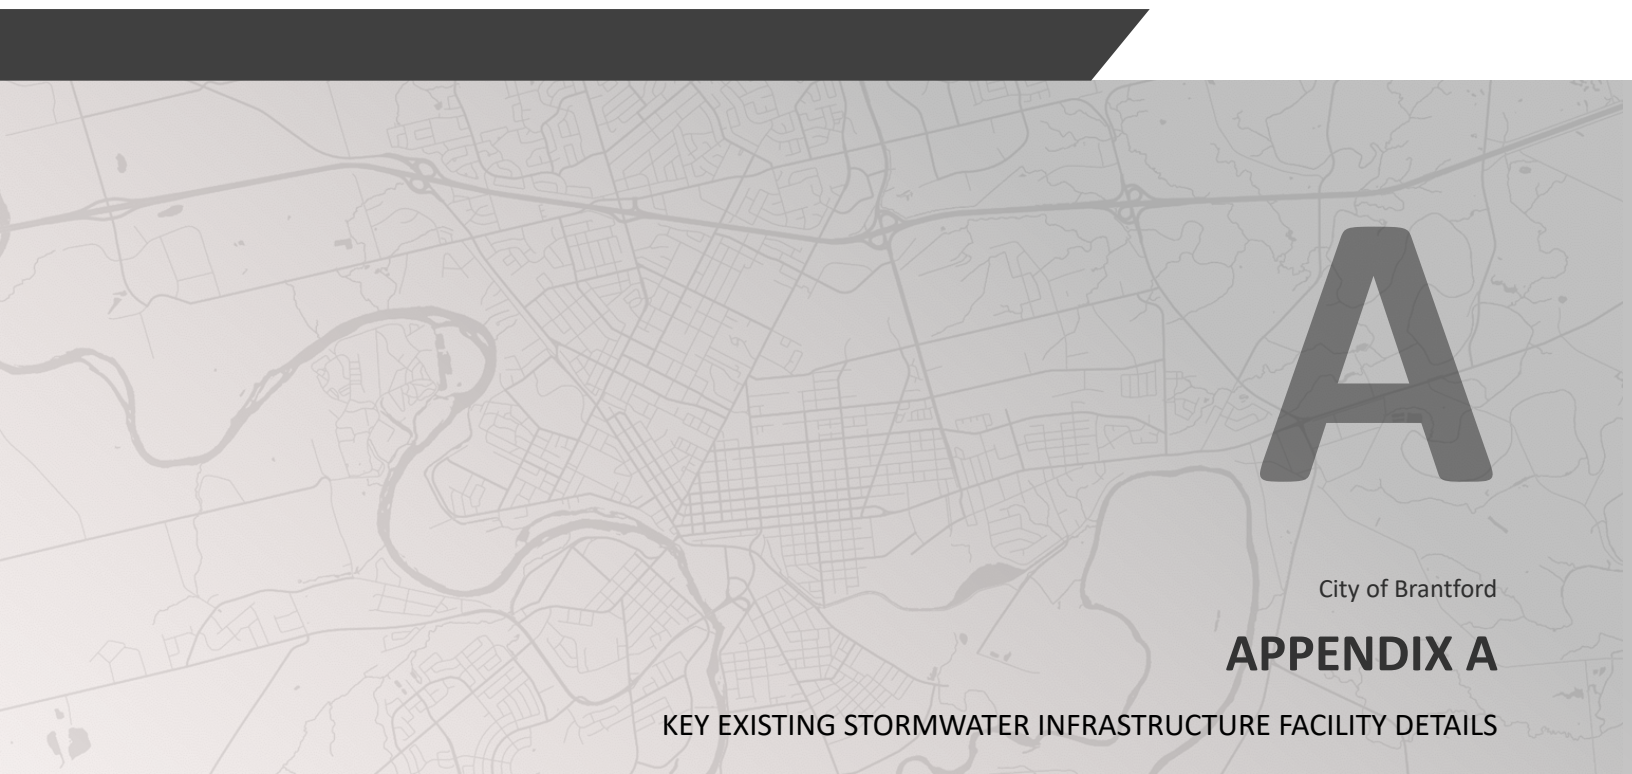 A
City of Brantford
APPENDIX A
KEY EXISTING STORMWATER INFRASTRUCTURE FACILITY DETAILS